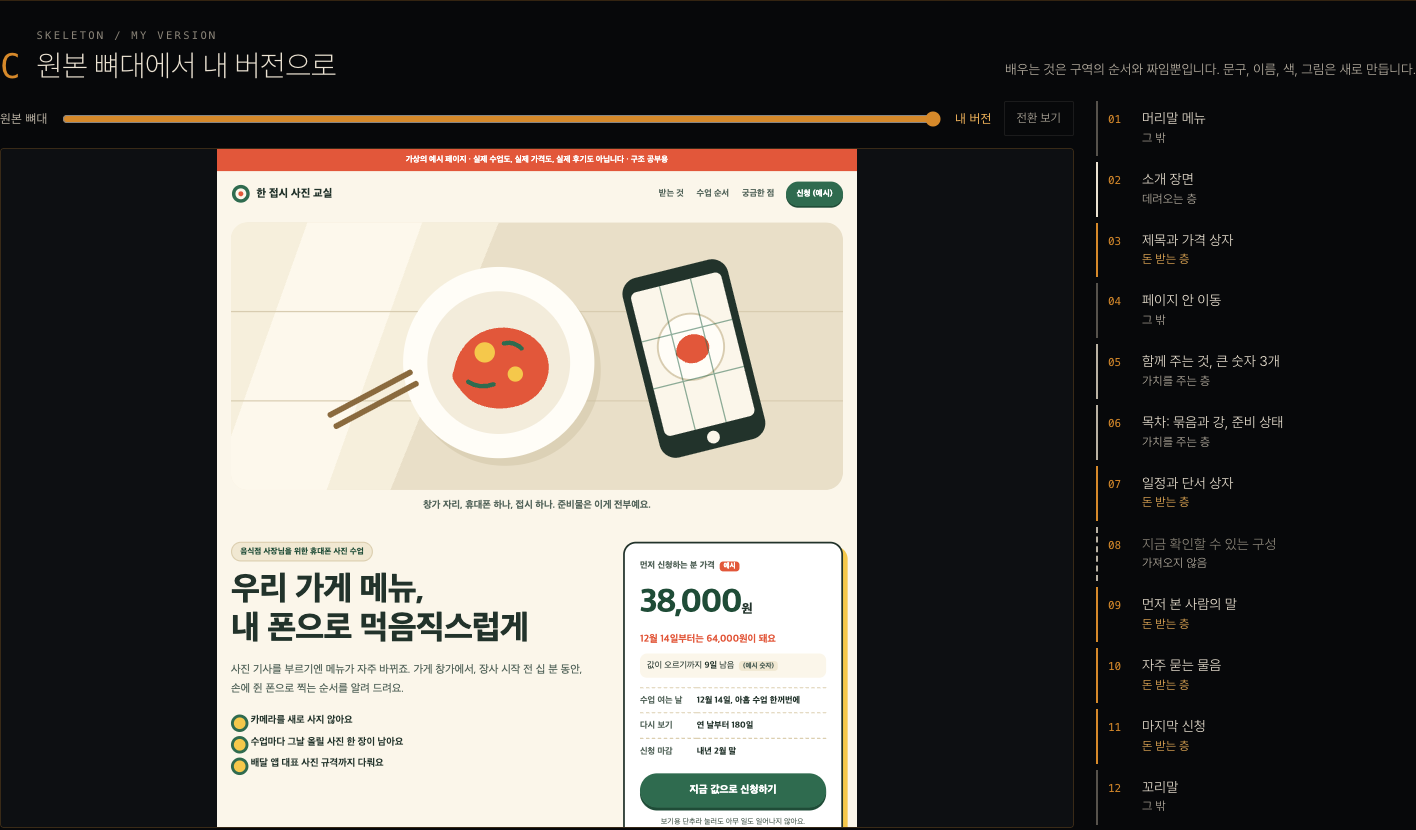 SKELETON / MY VERSION
C 원본 뼈대에서 내 버전으로
배우는 것은 구역의 순서와 짜임뿐입니다. 문구, 이름, 색, 그림은 새로 만듭니다.
원본 뼈대
내 버전
전환 보기
가상의 예시 페이지 · 실제 수업도, 실제 가격도, 실제 후기도 아닙니다 · 구조 공부용
한 접시 사진 교실
받는 것 수업 순서 궁금한 점 신청 (예시)
창가 자리, 휴대폰 하나, 접시 하나. 준비물은 이게 전부예요.
음식점 사장님을 위한 휴대폰 사진 수업
우리 가게 메뉴,
내 폰으로 먹음직스럽게
사진 기사를 부르기엔 메뉴가 자주 바뀌죠. 가게 창가에서, 장사 시작 전 십 분 동안,
손에 쥔 폰으로 찍는 순서를 알려 드려요.
카메라를 새로 사지 않아요
수업마다 그날 올릴 사진 한 장이 남아요
배달 앱 대표 사진 규격까지 다뤄요
먼저 신청하는 분 가격 예시
38,000원
12월 14일부터는 64,000원이 돼요
값이 오르기까지 9일 남음 (예시 숫자)
수업 여는 날 12월 14일, 아홉 수업 한꺼번에
다시 보기 연 날부터 180일
신청 마감 내년 2월 말
지금 값으로 신청하기
보기용 단추라 눌러도 아무 일도 일어나지 않아요.
01 머리말 메뉴
그 밖
02 소개 장면
데려오는 층
03 제목과 가격 상자
돈 받는 층
04 페이지 안 이동
그 밖
05 함께 주는 것, 큰 숫자 3개
가치를 주는 층
06 목차: 묶음과 강, 준비 상태
가치를 주는 층
07 일정과 단서 상자
돈 받는 층
08 지금 확인할 수 있는 구성
가져오지 않음
09 먼저 본 사람의 말
돈 받는 층
10 자주 묻는 물음
돈 받는 층
11 마지막 신청
돈 받는 층
12 꼬리말
그 밖